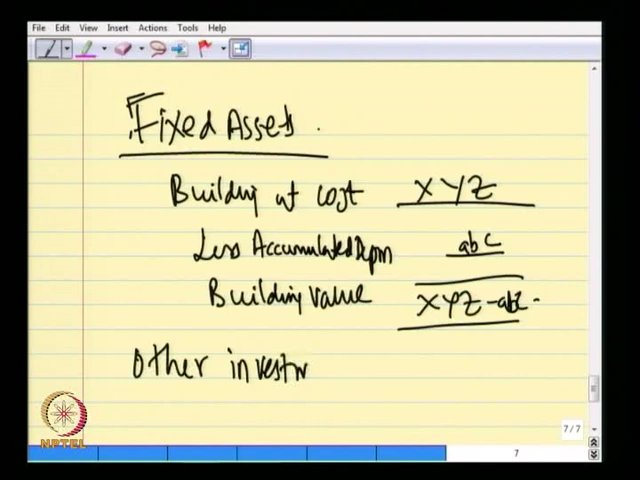 File Edit View Insert Actions Tools Help
Fixed Assets
Building at cost XYZ
Less Accumulated Depn abc
Building value XYZ - abc
Other investm
NPTEL
7/7
7